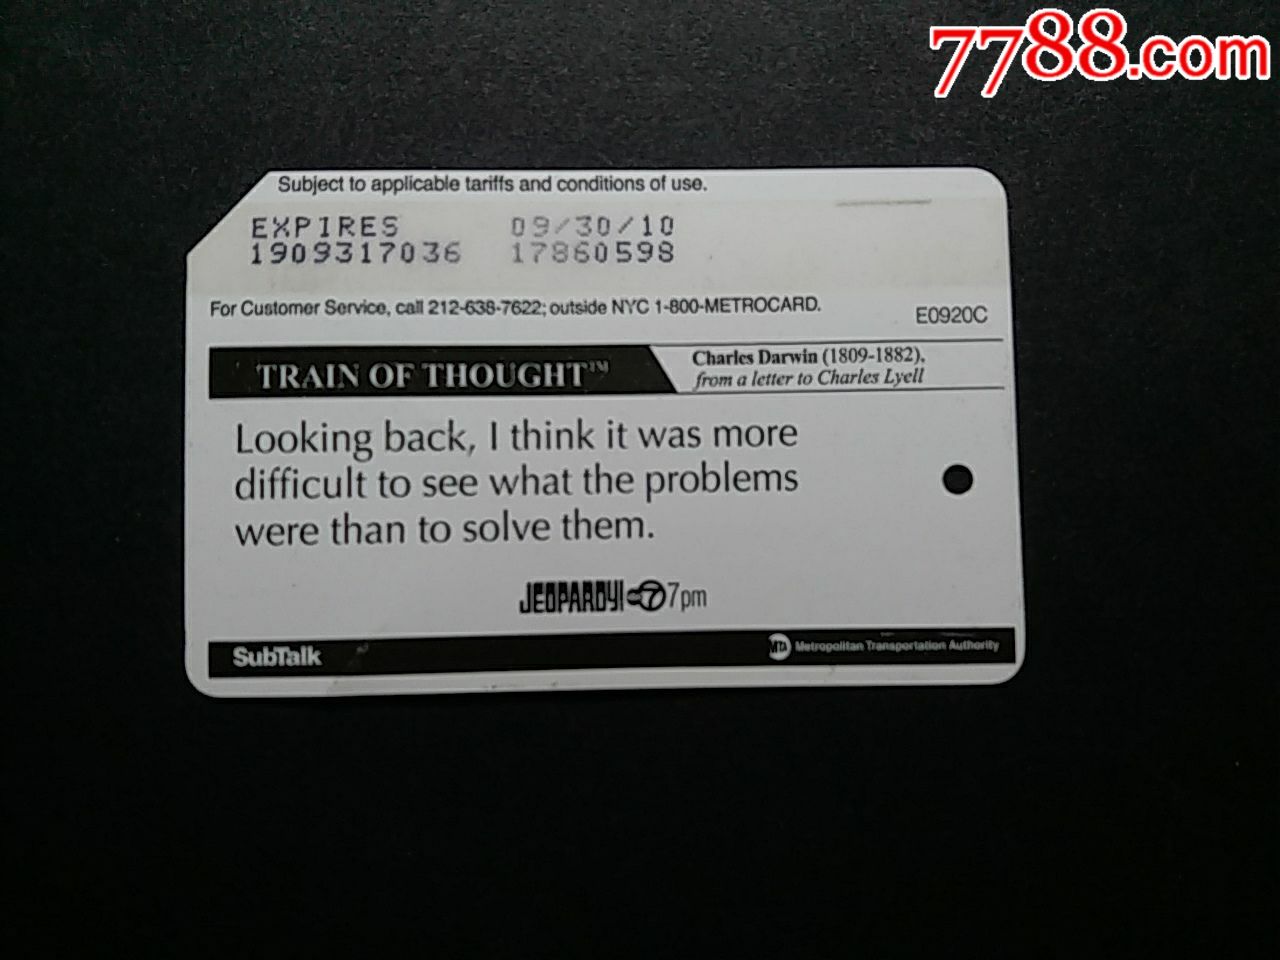 7788.com
Subject to applicable tariffs and conditions of use.
EXPIRES 09/30/10
1909317036 17860598
For Customer Service, call 212-638-7622; outside NYC 1-800-METROCARD.
E0920C
TRAIN OF THOUGHT™
Charles Darwin (1809-1882),
from a letter to Charles Lyell
Looking back, I think it was more
difficult to see what the problems
were than to solve them.
JEOPARDY! abc 7 7pm
SubTalk
MTA Metropolitan Transportation Authority